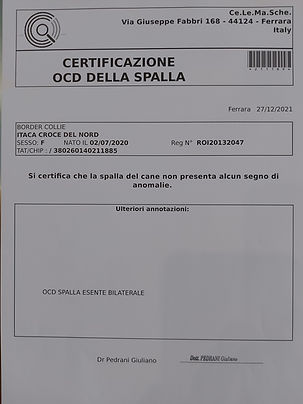 Ce.Le.Ma.Sche.
Via Giuseppe Fabbri 168 - 44124 - Ferrara
Italy
CERTIFICAZIONE
OCD DELLA SPALLA
Ferrara 27/12/2021
BORDER COLLIE
ITACA CROCE DEL NORD
SESSO: F NATO IL 02/07/2020 Reg N° ROI20132047
TAT/CHIP : / 380260140211885
Si certifica che la spalla del cane non presenta alcun segno di
anomalie.
Ulteriori annotazioni:
OCD SPALLA ESENTE BILATERALE
Dr Pedrani Giuliano Dott. PEDRANI Giuliano